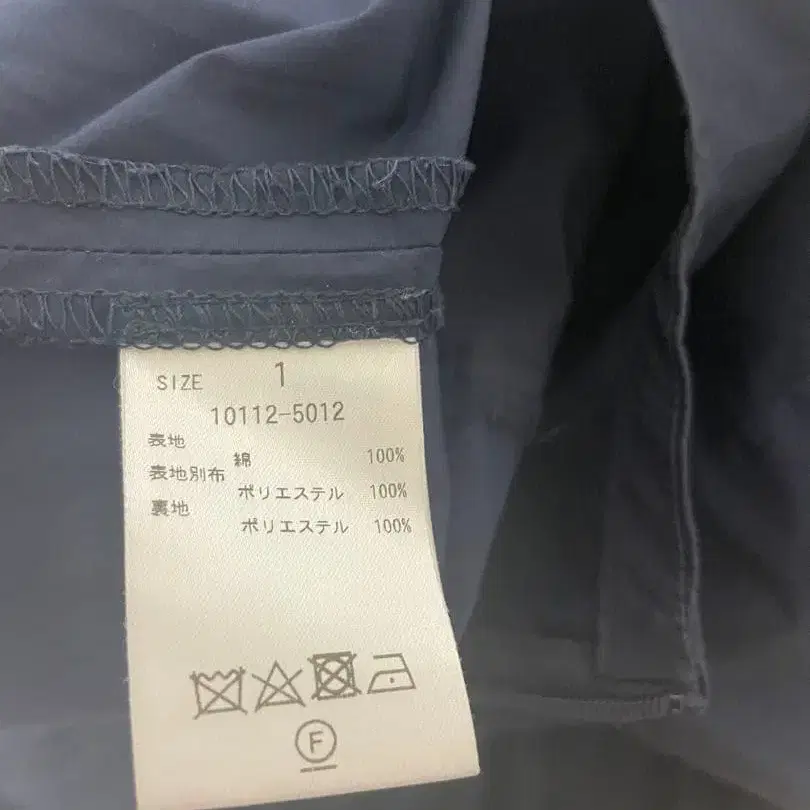 SIZE 1
10112-5012
表地
綿 100%
表地別布
ポリエステル 100%
裏地
ポリエステル 100%
F